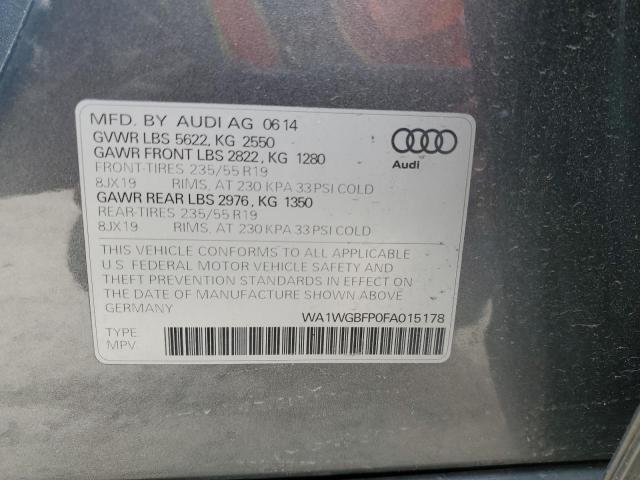 MFD. BY AUDI AG 06 14
GVWR LBS 5622, KG 2550
GAWR FRONT LBS 2822, KG 1280
FRONT-TIRES 235/55 R19
8JX19 RIMS, AT 230 KPA 33 PSI COLD
GAWR REAR LBS 2976, KG 1350
REAR-TIRES 235/55 R19
8JX19 RIMS, AT 230 KPA 33 PSI COLD
Audi
THIS VEHICLE CONFORMS TO ALL APPLICABLE
U.S. FEDERAL MOTOR VEHICLE SAFETY AND
THEFT PREVENTION STANDARDS IN EFFECT ON
THE DATE OF MANUFACTURE SHOWN ABOVE
GERMANY
WA1WGBFP0FA015178
TYPE
MPV